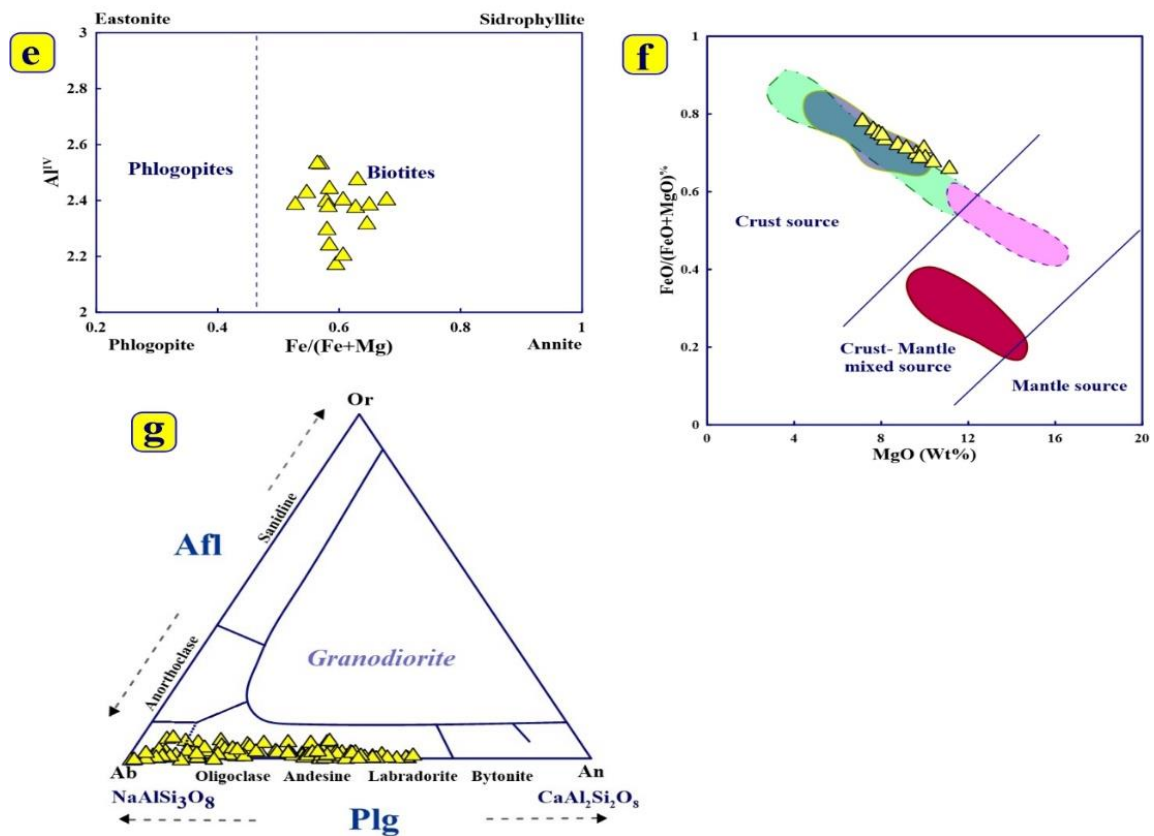 e
Eastonite
Sidrophyllite
3
2.8
2.6
2.4
2.2
2
Al^IV
Phlogopites
Biotites
0.2
0.4
0.6
0.8
1
Phlogopite
Fe/(Fe+Mg)
Annite
f
1
0.8
0.6
0.4
0.2
0
FeO/(FeO+MgO)%
Crust source
Crust- Mantle
mixed source
Mantle source
0
4
8
12
16
20
MgO (Wt%)
g
Or
Sanidine
Afl
Anorthoclase
Granodiorite
Ab
Oligoclase
Andesine
Labradorite
Bytonite
An
NaAlSi₃O₈
CaAl₂Si₂O₈
Plg